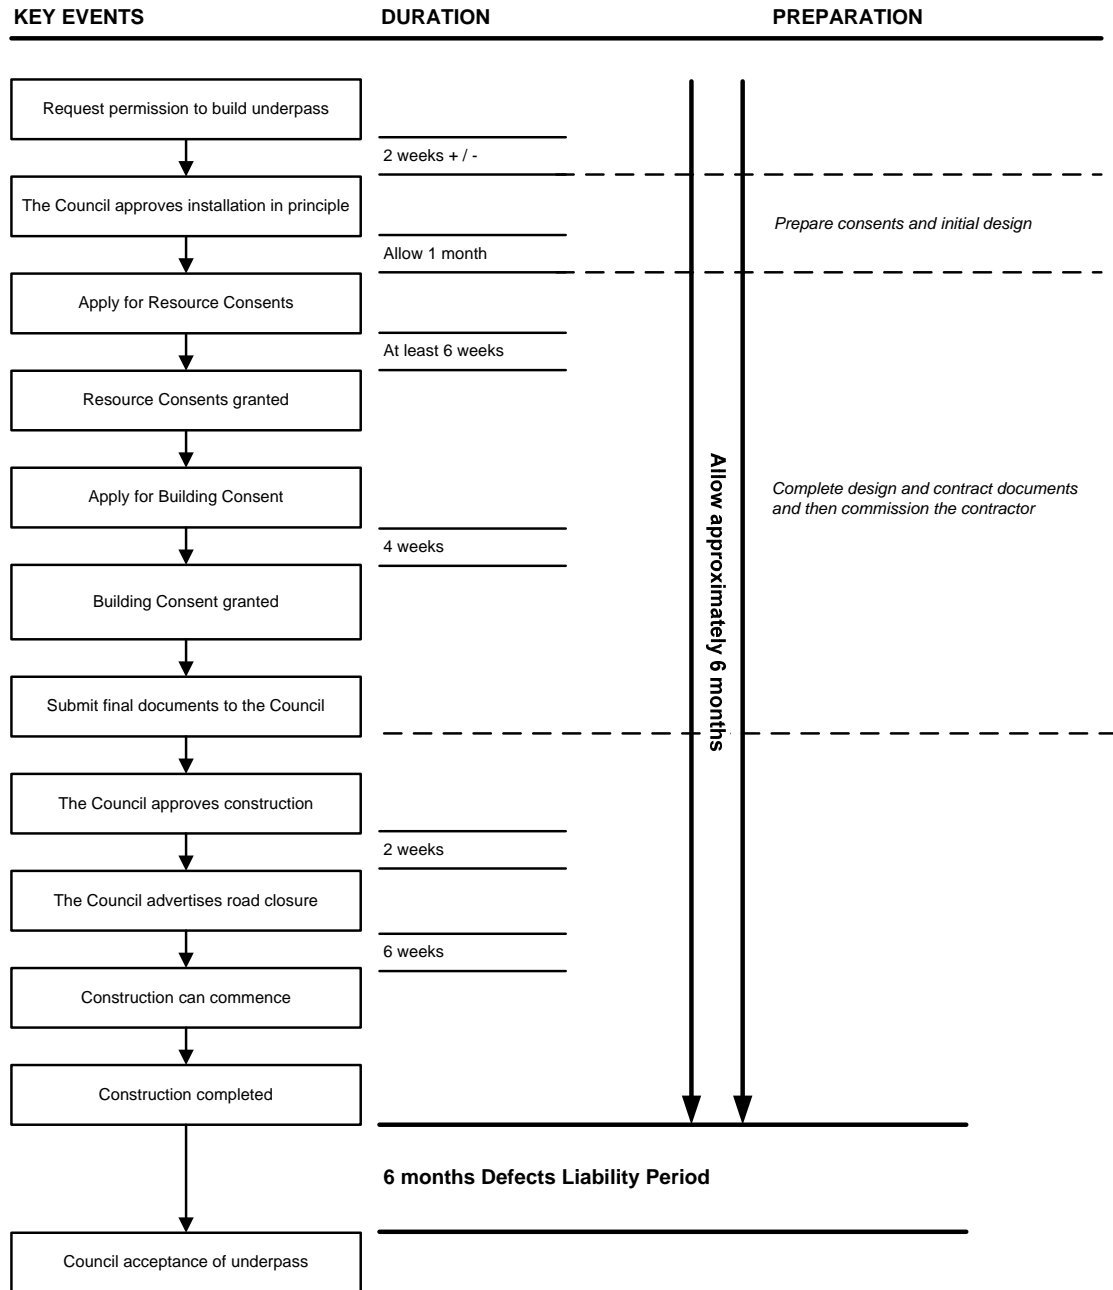 KEY EVENTS
DURATION
PREPARATION
Request permission to build underpass
2 weeks + / -
The Council approves installation in principle
Prepare consents and initial design
Allow 1 month
Apply for Resource Consents
At least 6 weeks
Resource Consents granted
Apply for Building Consent
Allow approximately 6 months
Complete design and contract documents
and then commission the contractor
4 weeks
Building Consent granted
Submit final documents to the Council
The Council approves construction
2 weeks
The Council advertises road closure
6 weeks
Construction can commence
Construction completed
6 months Defects Liability Period
Council acceptance of underpass